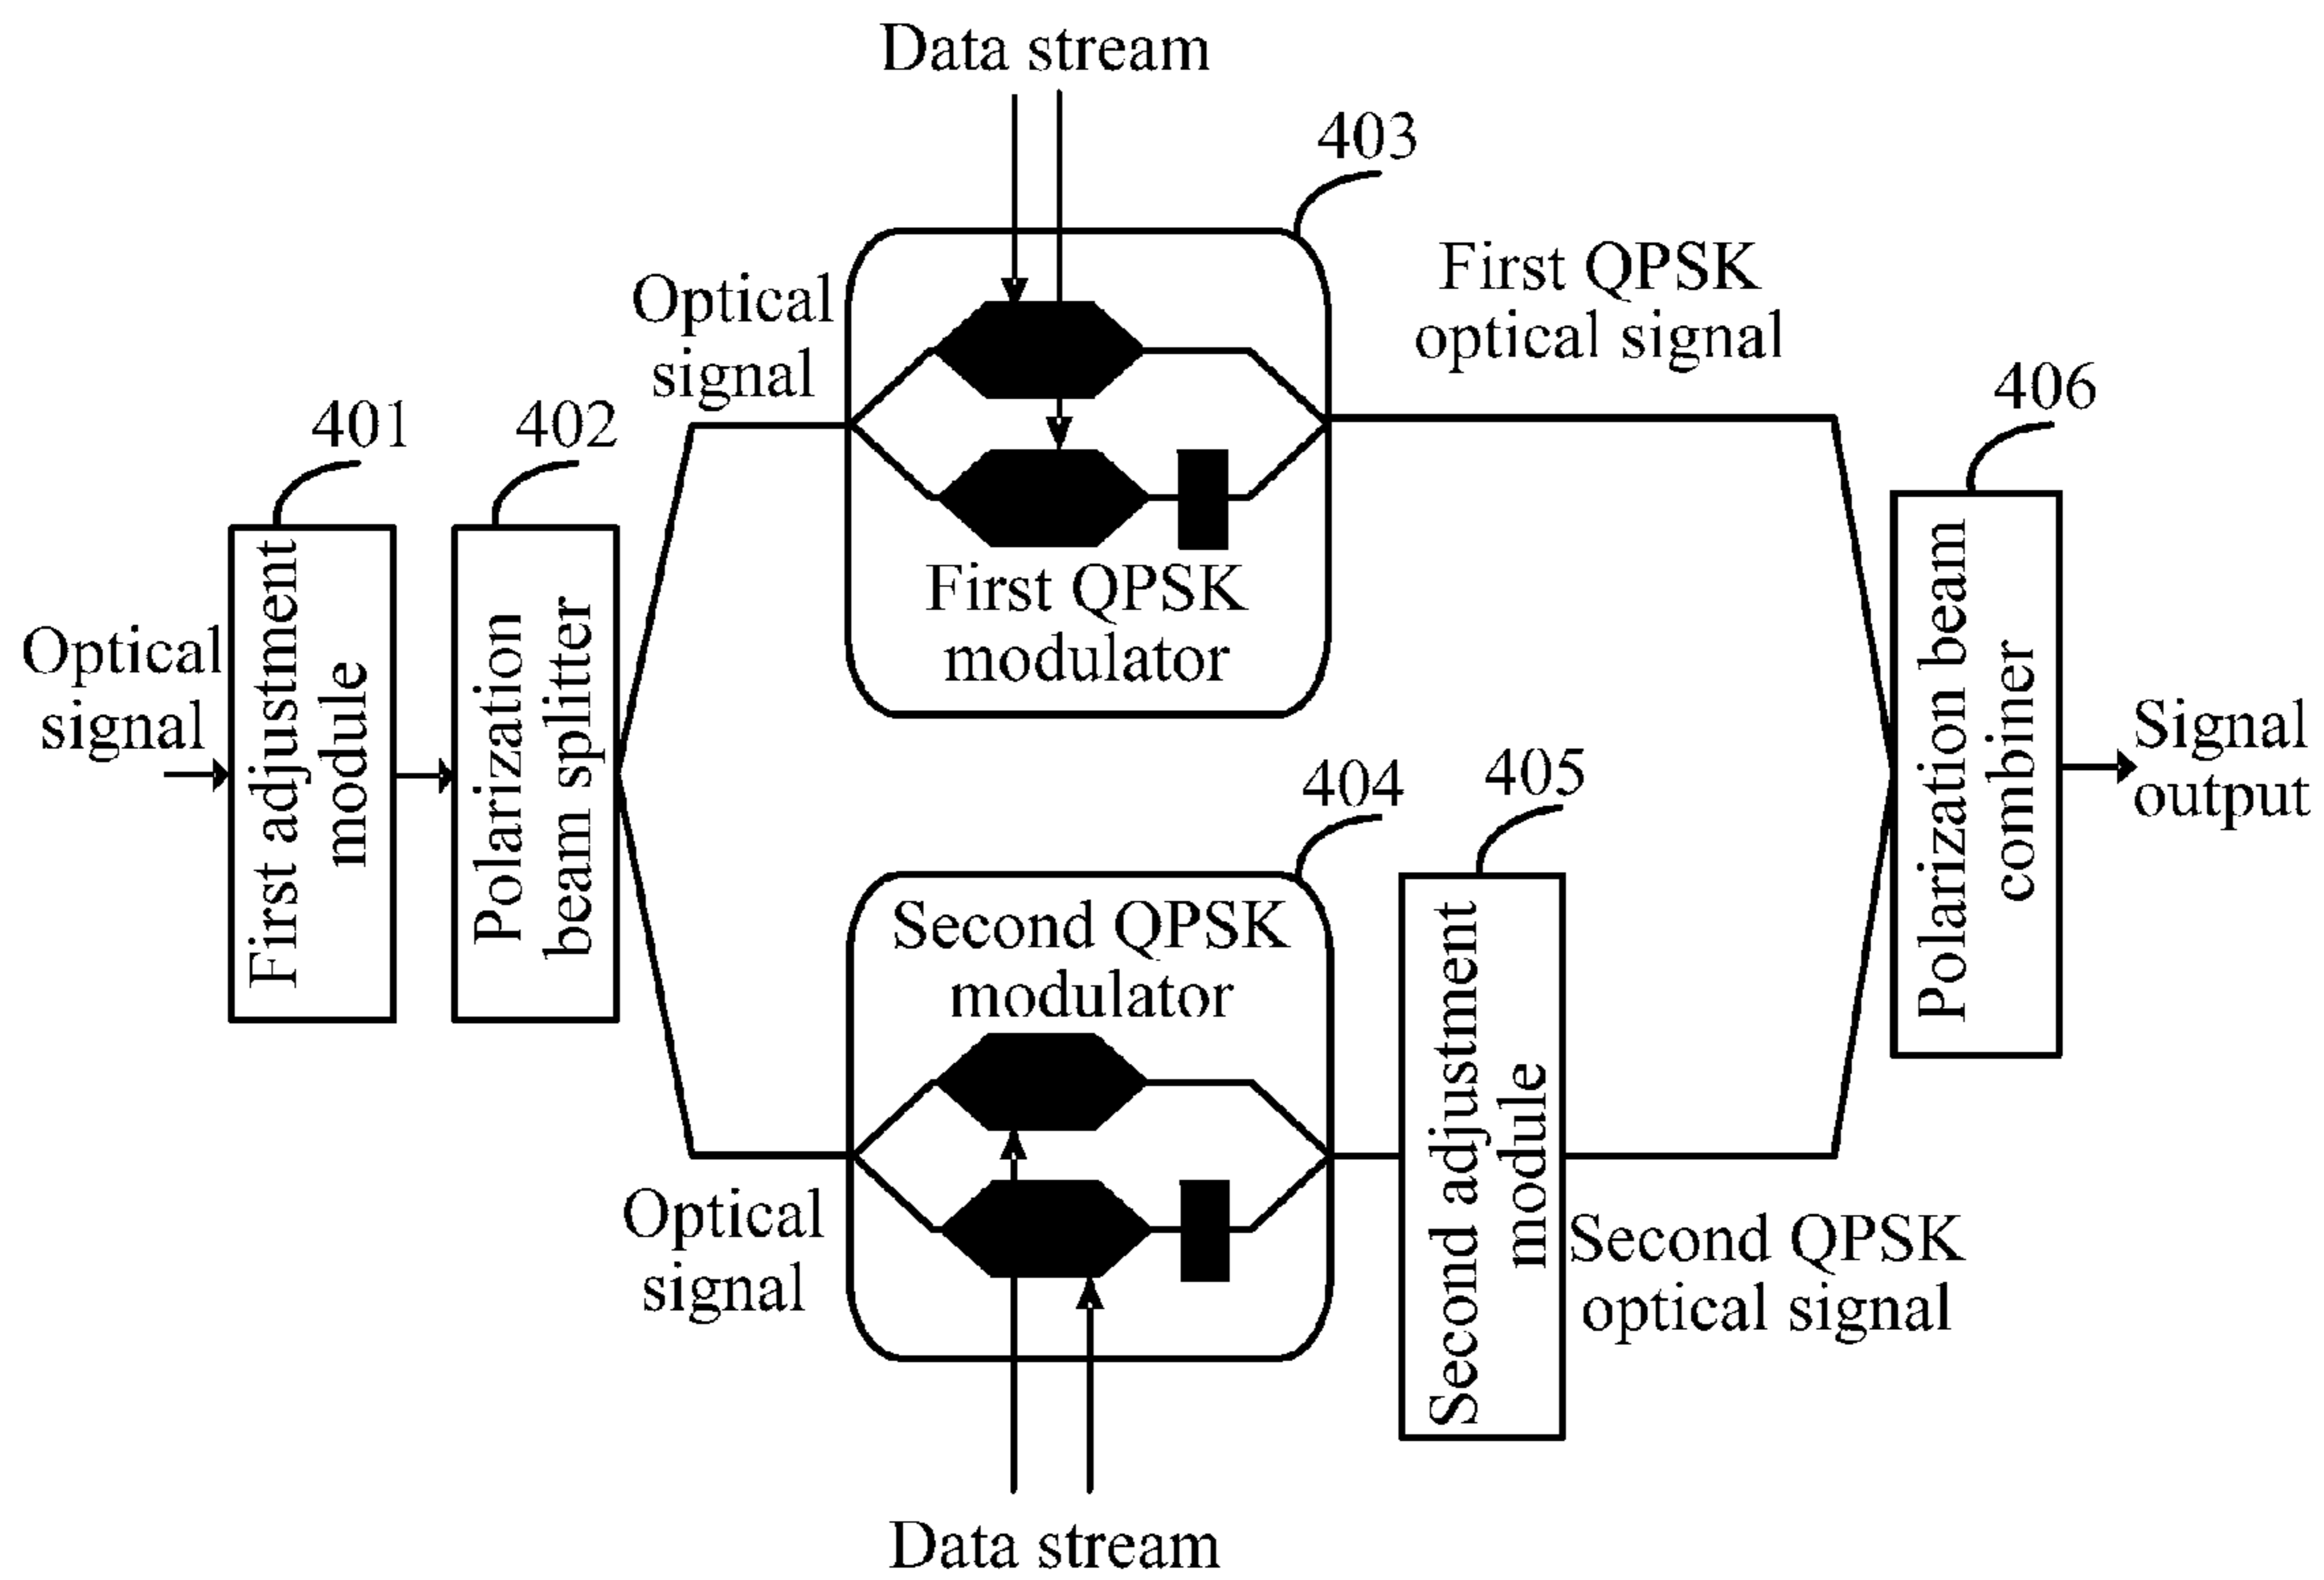 Data stream
403
Optical
signal
First QPSK
optical signal
401
402
406
Optical
signal
First adjustment
module
Polarization
beam splitter
First QPSK
modulator
Polarization beam
combiner
Signal
output
404
405
Second QPSK
modulator
Second adjustment
module
Optical
signal
Second QPSK
optical signal
Data stream